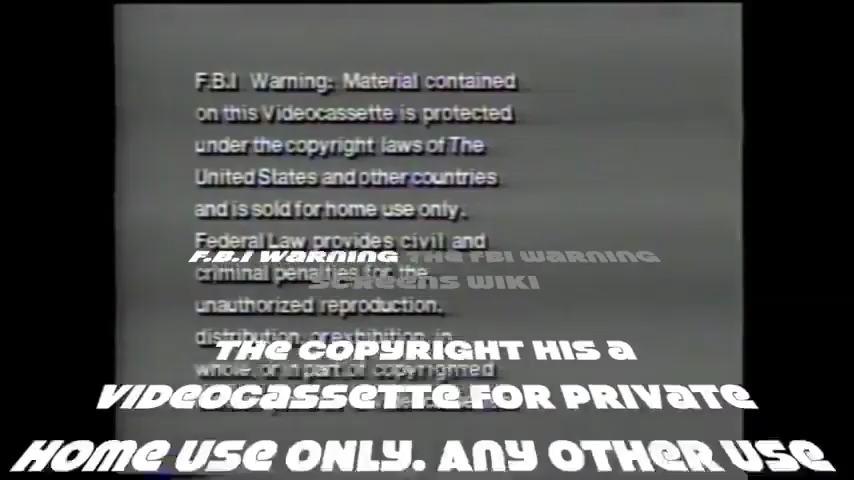 F.B.I Warning: Material contained
on this Videocassette is protected
under the copyright laws of The
United States and other countries
and is sold for home use only.
Federal Law provides civil and
F.B.I WARNING THE FBI WARNING
criminal penalties for the
SCREENS WIKI
unauthorized reproduction,
distribution, or exhibition in
THE COPYRIGHT HIS A
whole, or in part of copyrighted
VIDEOCASSETTE FOR PRIVATE
HOME USE ONLY. ANY OTHER USE